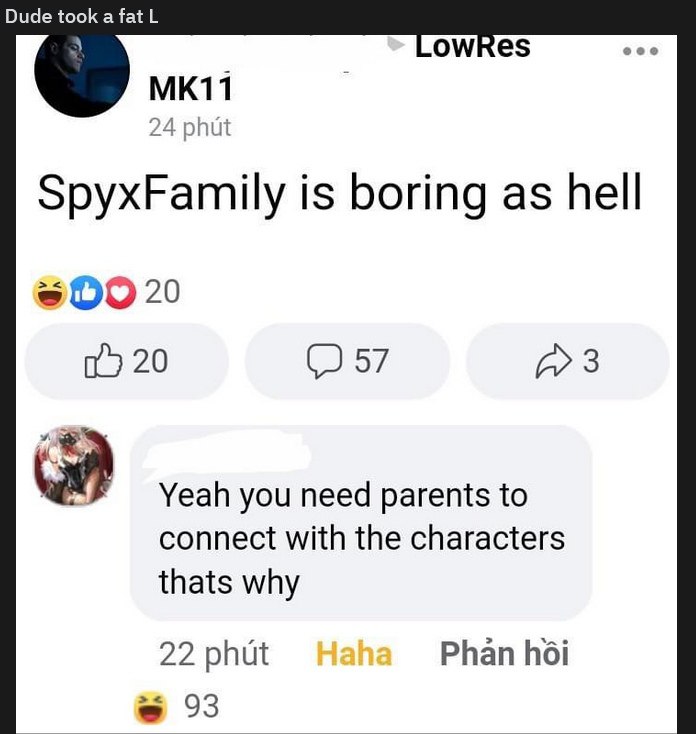 Dude took a fat L
LowRes
MK11
24 phút
SpyxFamily is boring as hell
20
20
57
3
Yeah you need parents to
connect with the characters
thats why
22 phút Haha Phản hồi
93